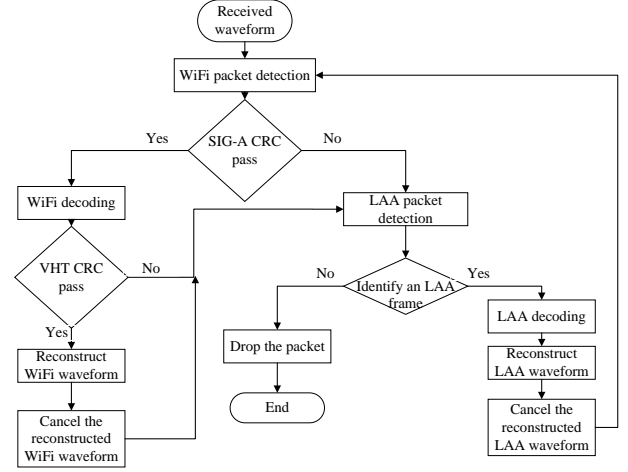 Received
waveform
WiFi packet detection
SIG-A CRC
pass
Yes
No
WiFi decoding
LAA packet
detection
VHT CRC
pass
No
Yes
Identify an LAA
frame
No
Yes
Reconstruct
WiFi waveform
Cancel the
reconstructed
WiFi waveform
Drop the packet
End
LAA decoding
Reconstruct
LAA waveform
Cancel the
reconstructed
LAA waveform